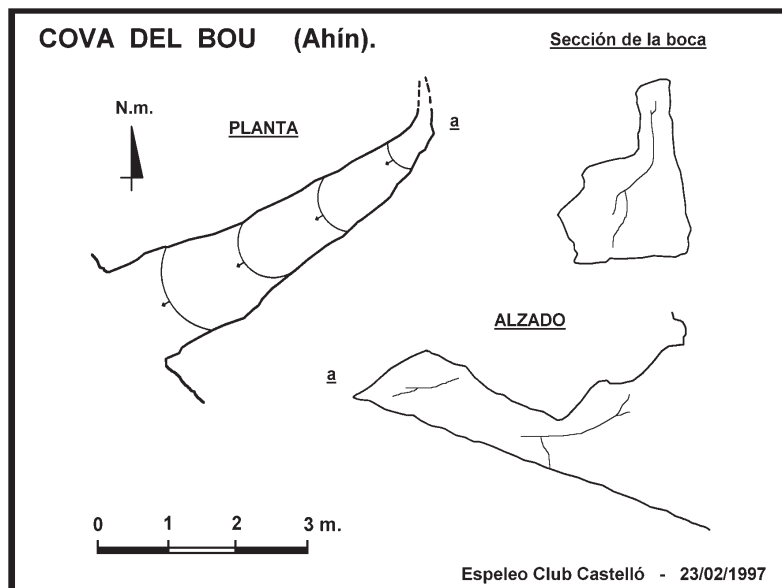 COVA DEL BOU (Ahín).
Sección de la boca
N.m.
PLANTA
a
ALZADO
a
0 1 2 3 m.
Espeleo Club Castelló - 23/02/1997